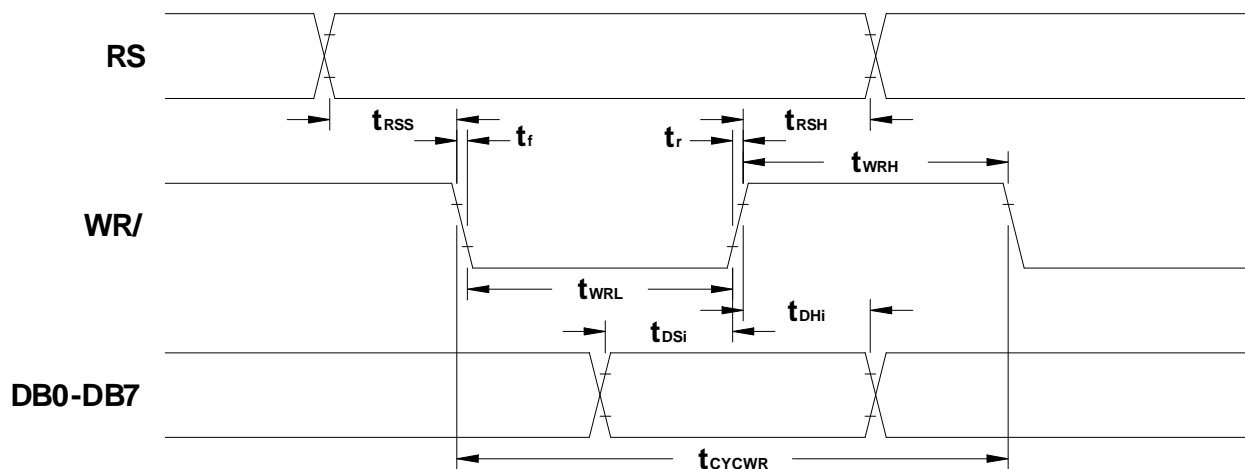 RS
tRSS
tf
tr
tRSH
tWRH
WR/
tWRL
tDHi
tDSi
DB0-DB7
tCYCWR